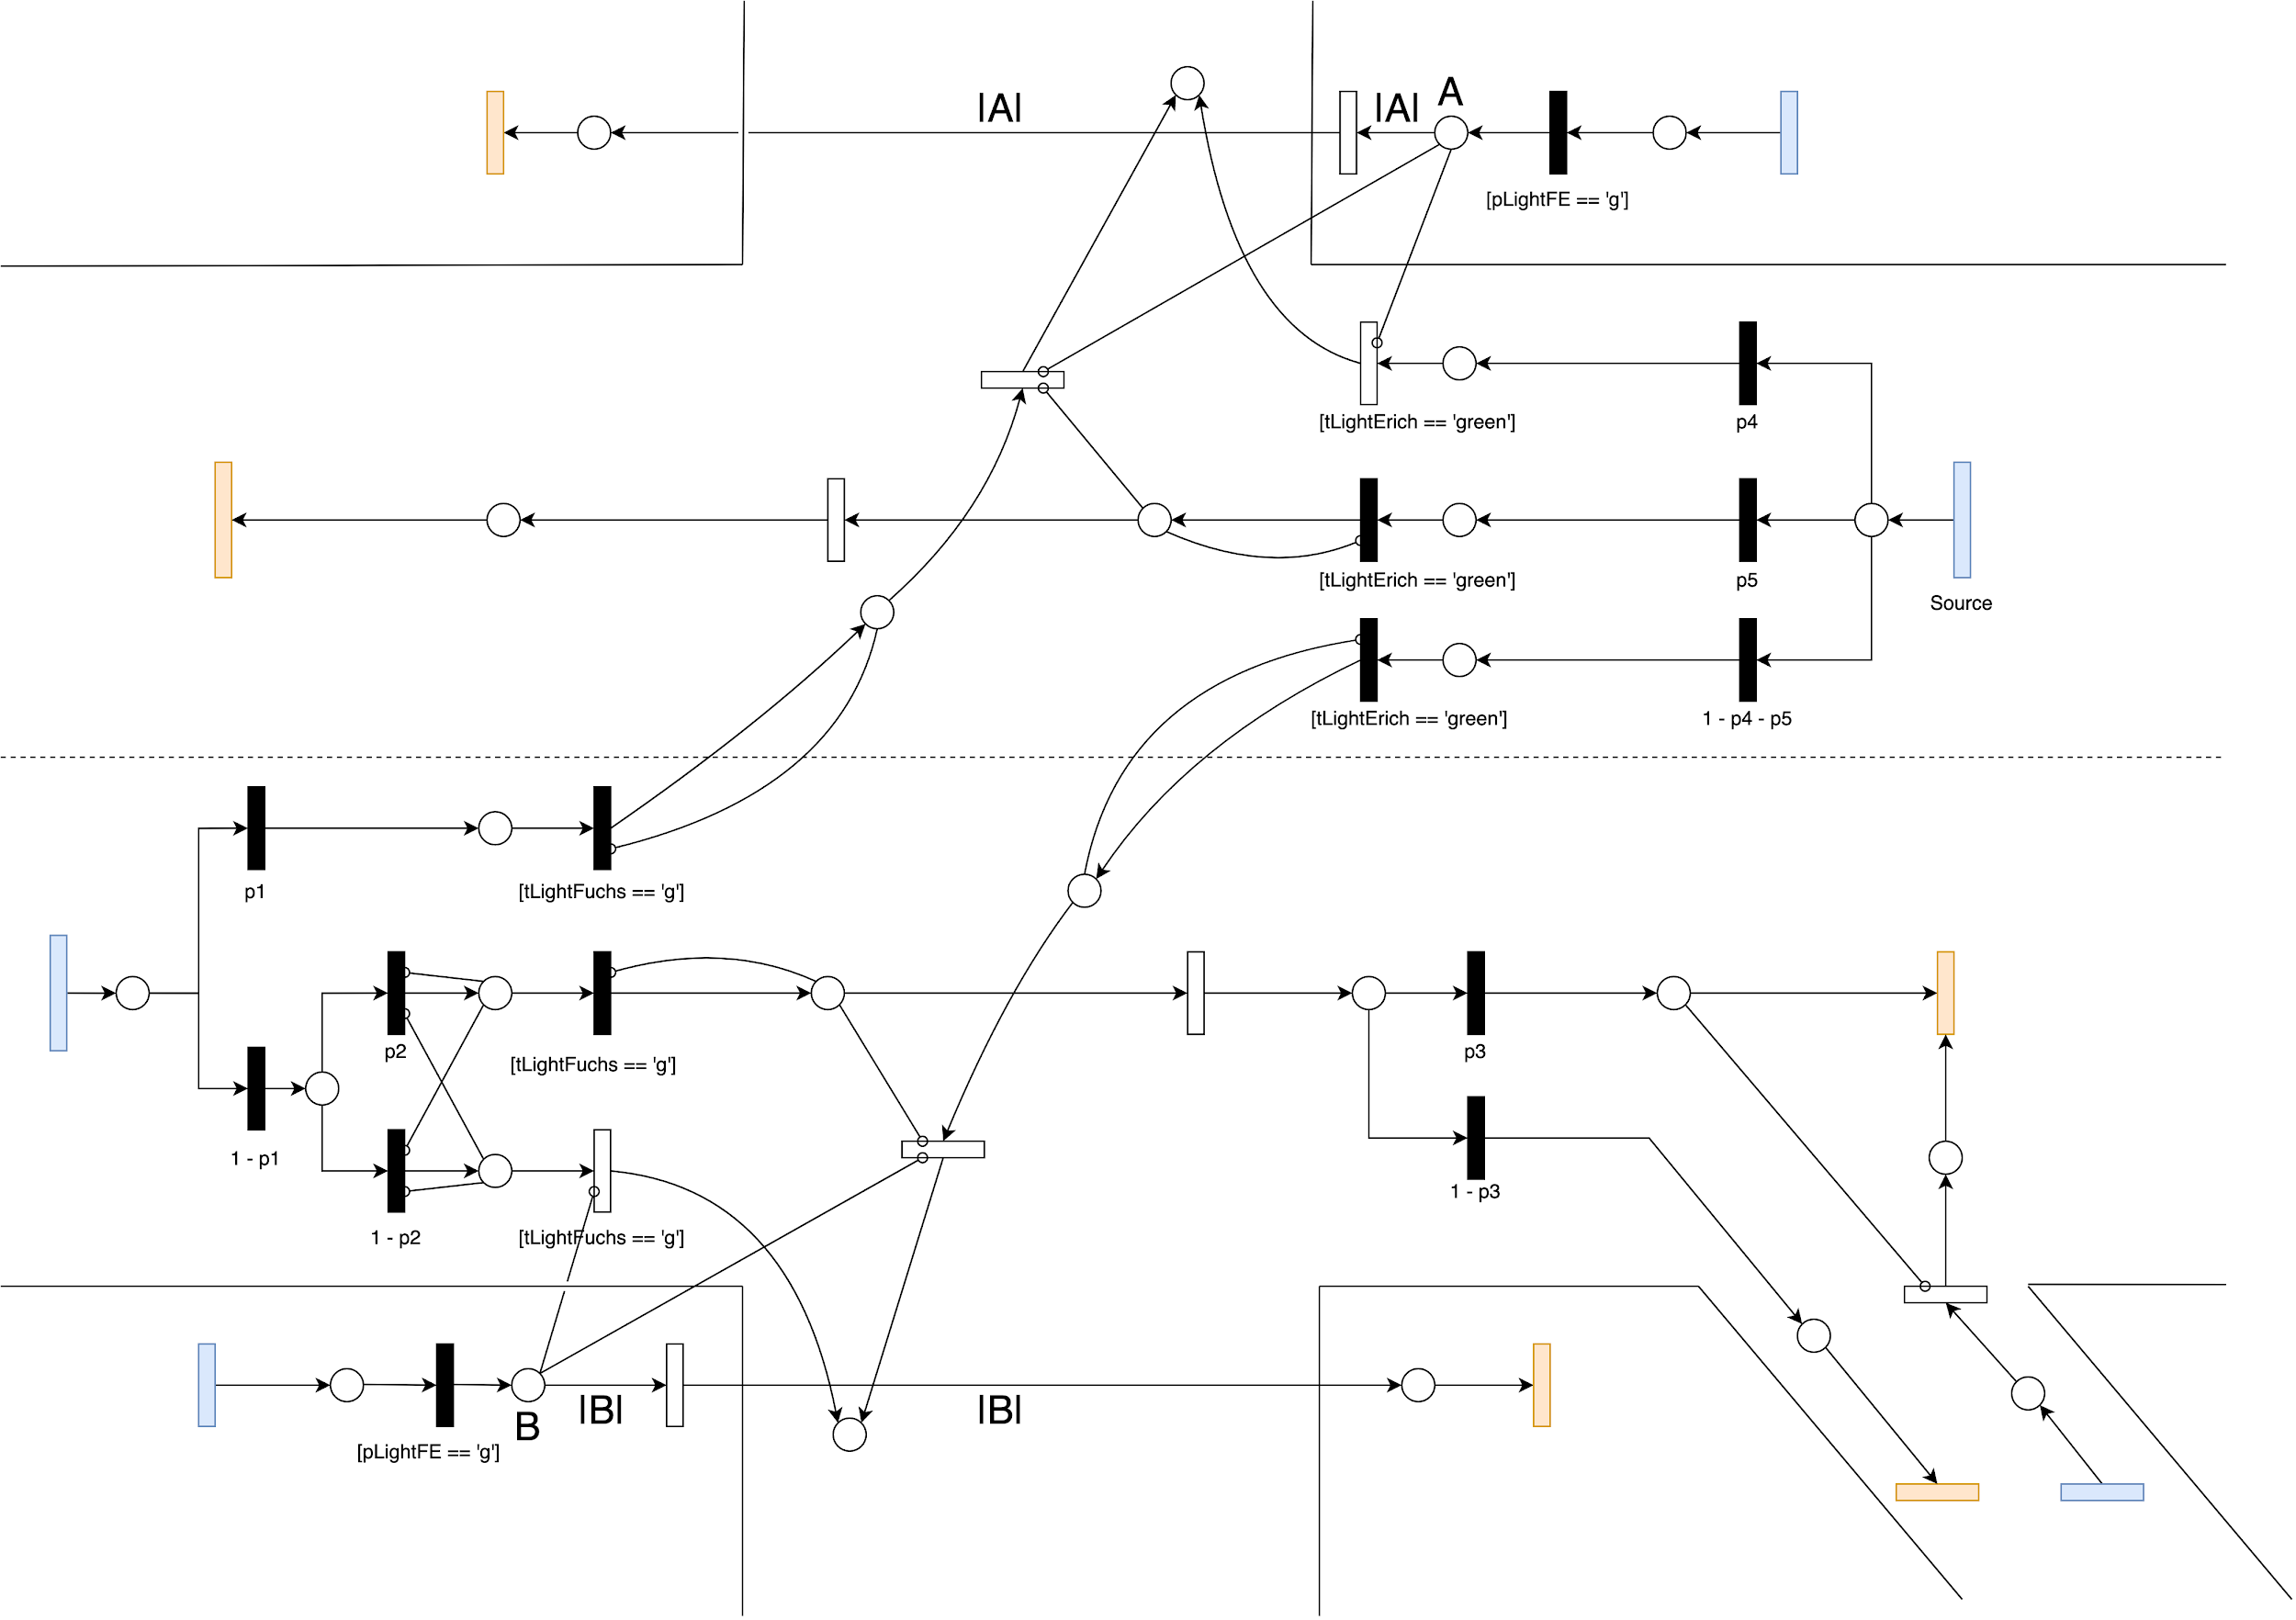 |A|
|A|
A
[pLightFE == 'g']
[tLightErich == 'green']
p4
[tLightErich == 'green']
p5
Source
[tLightErich == 'green']
1 - p4 - p5
p1
[tLightFuchs == 'g']
p2
[tLightFuchs == 'g']
p3
1 - p1
1 - p3
1 - p2
[tLightFuchs == 'g']
B
|B|
|B|
[pLightFE == 'g']